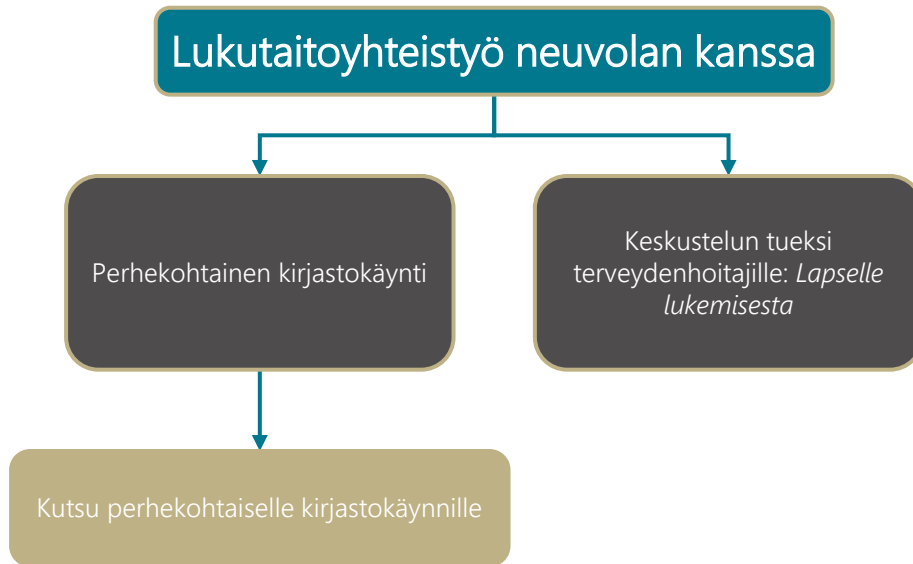 Lukutaitoyhteistyö neuvolan kanssa
Perhekohtainen kirjastokäynti
Keskustelun tueksi
terveydenhoitajille: Lapselle
lukemisesta
Kutsu perhekohtaiselle kirjastokäynnille